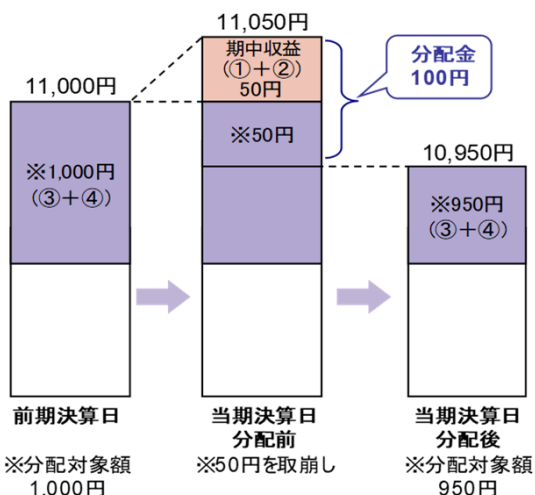 11,050円
期中収益
(①+②)
50円
分配金
100円
11,000円
※50円
10,950円
※1,000円
(③+④)
※950円
(③+④)
前期決算日
当期決算日
分配前
当期決算日
分配後
※分配対象額
1,000円
※50円を取崩し
※分配対象額
950円